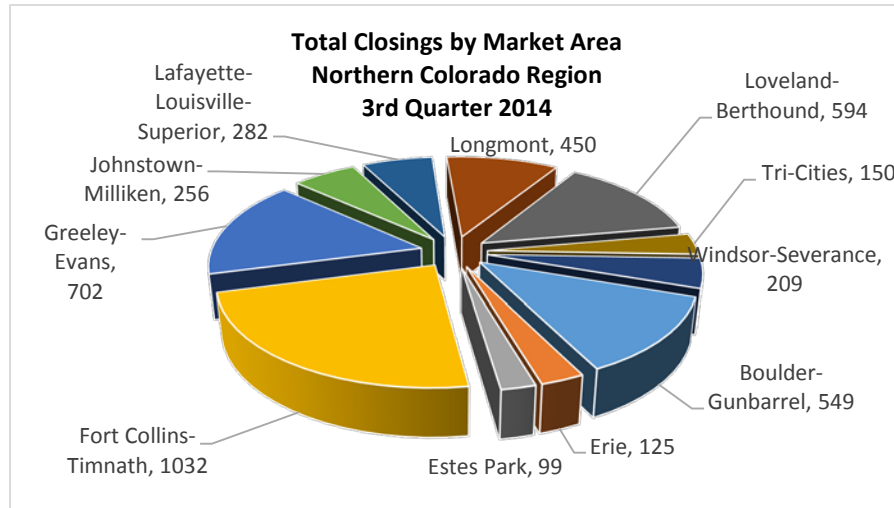 Total Closings by Market Area
Northern Colorado Region
3rd Quarter 2014
Lafayette-
Louisville-
Superior, 282
Johnstown-
Milliken, 256
Greeley-
Evans,
702
Fort Collins-
Timnath, 1032
Estes Park, 99
Erie, 125
Boulder-
Gunbarrel, 549
Windsor-Severance,
209
Tri-Cities, 150
Loveland-
Berthound, 594
Longmont, 450